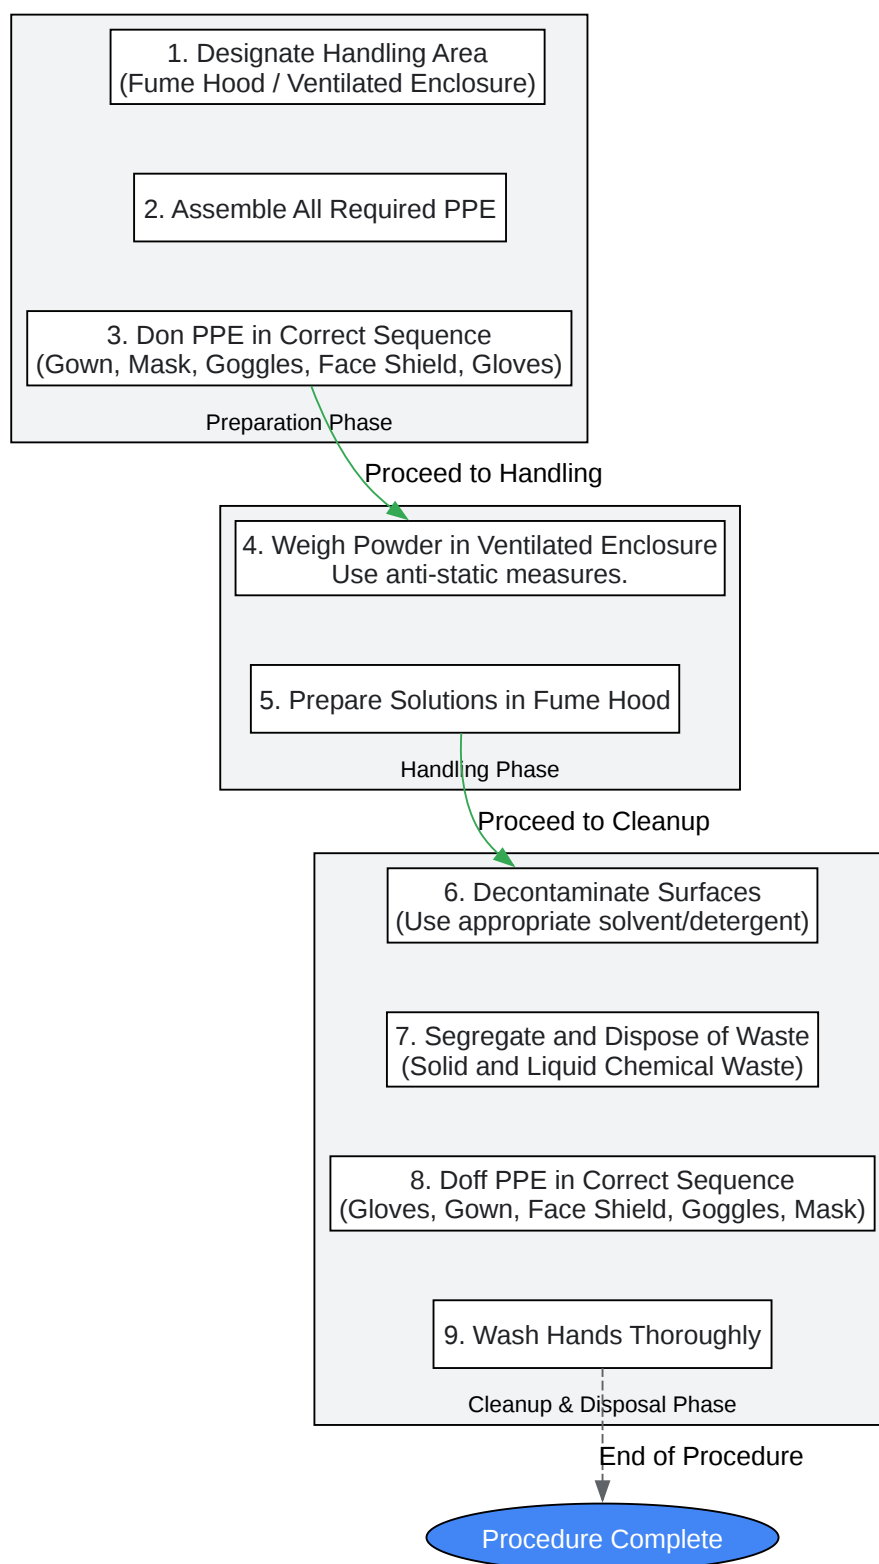 1. Designate Handling Area
(Fume Hood / Ventilated Enclosure)
2. Assemble All Required PPE
3. Don PPE in Correct Sequence
(Gown, Mask, Goggles, Face Shield, Gloves)
Preparation Phase
Proceed to Handling
4. Weigh Powder in Ventilated Enclosure
Use anti-static measures.
5. Prepare Solutions in Fume Hood
Handling Phase
Proceed to Cleanup
6. Decontaminate Surfaces
(Use appropriate solvent/detergent)
7. Segregate and Dispose of Waste
(Solid and Liquid Chemical Waste)
8. Doff PPE in Correct Sequence
(Gloves, Gown, Face Shield, Goggles, Mask)
9. Wash Hands Thoroughly
Cleanup & Disposal Phase
End of Procedure
Procedure Complete